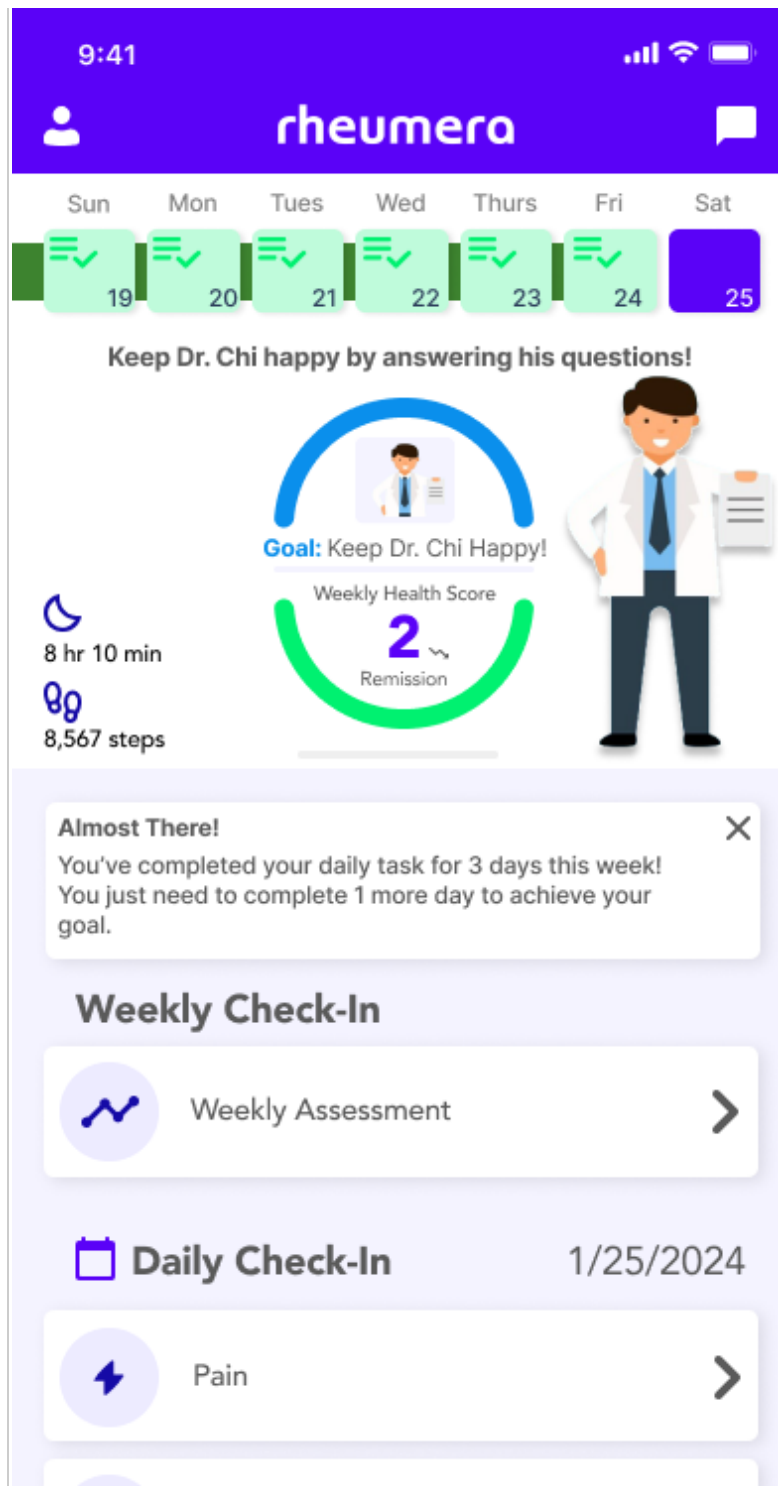 9:41
rheumera
Sun Mon Tues Wed Thurs Fri Sat
19 20 21 22 23 24 25
Keep Dr. Chi happy by answering his questions!
Goal: Keep Dr. Chi Happy!
Weekly Health Score
2
Remission
8 hr 10 min
8,567 steps
Almost There!
You've completed your daily task for 3 days this week!
You just need to complete 1 more day to achieve your
goal.
Weekly Check-In
Weekly Assessment
Daily Check-In 1/25/2024
Pain